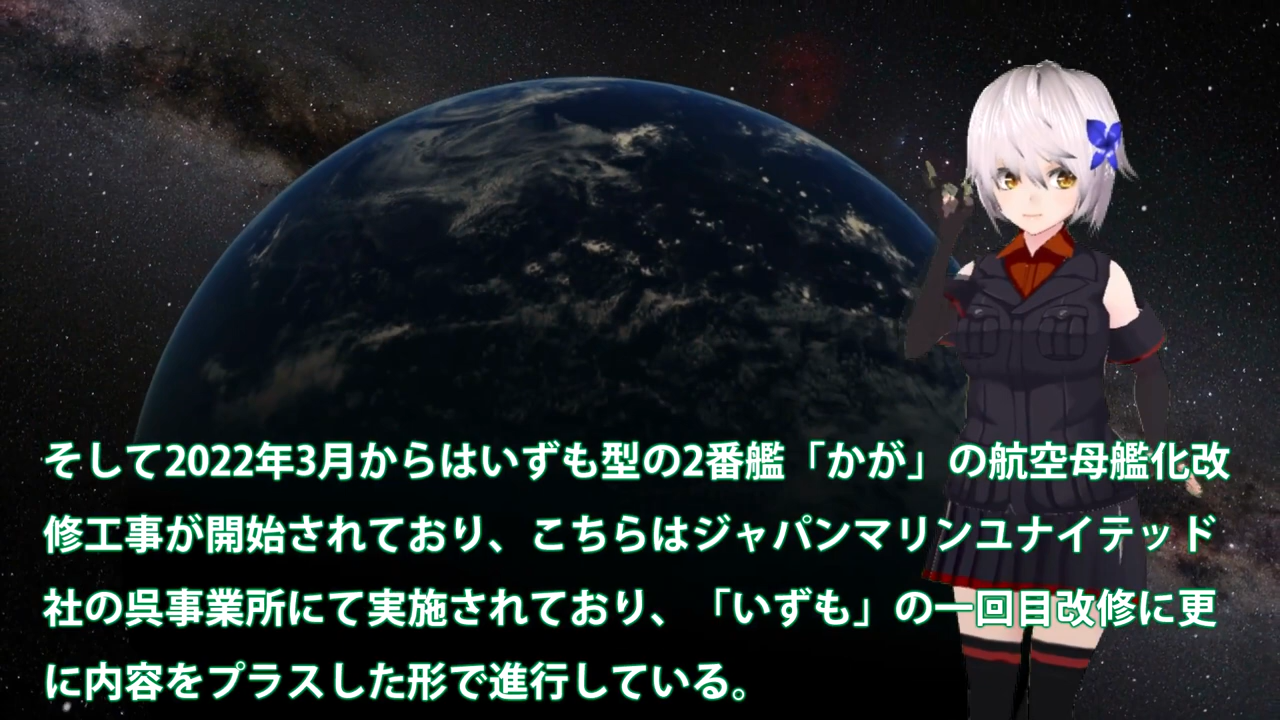 そして2022年3月からはいずも型の2番艦「かが」の航空母艦化改
修工事が開始されており、こちらはジャパンマリンユナイテッド
社の呉事業所にて実施されており、「いずも」の一回目改修に更
に内容をプラスした形で進行している。